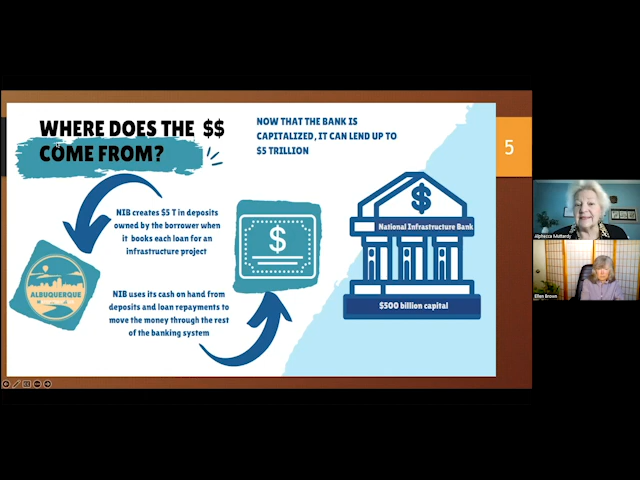 WHERE DOES THE $$
COME FROM?
NOW THAT THE BANK IS
CAPITALIZED, IT CAN LEND UP TO
$5 TRILLION
5
NIB creates $5 T in deposits
owned by the borrower when
it books each loan for an
infrastructure project
$
$
National Infrastructure Bank
$500 billion capital
ALBUQUERQUE
NIB uses its cash on hand from
deposits and loan repayments to
move the money through the rest
of the banking system
Ellen Brown